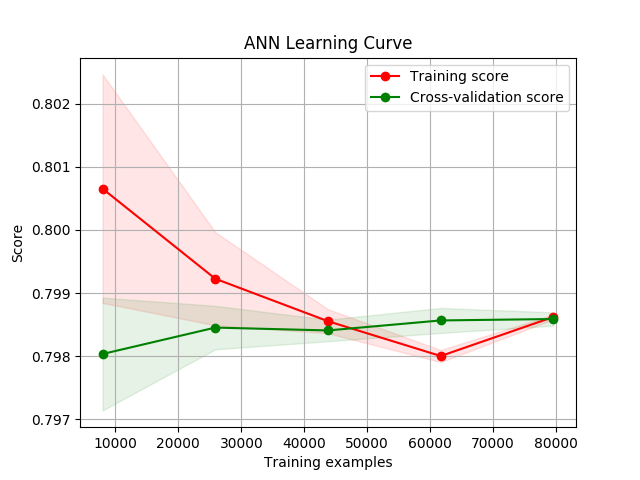 ANN Learning Curve
Training score
Cross-validation score
0.802
0.801
0.800
0.799
0.798
0.797
Score
10000 20000 30000 40000 50000 60000 70000 80000
Training examples